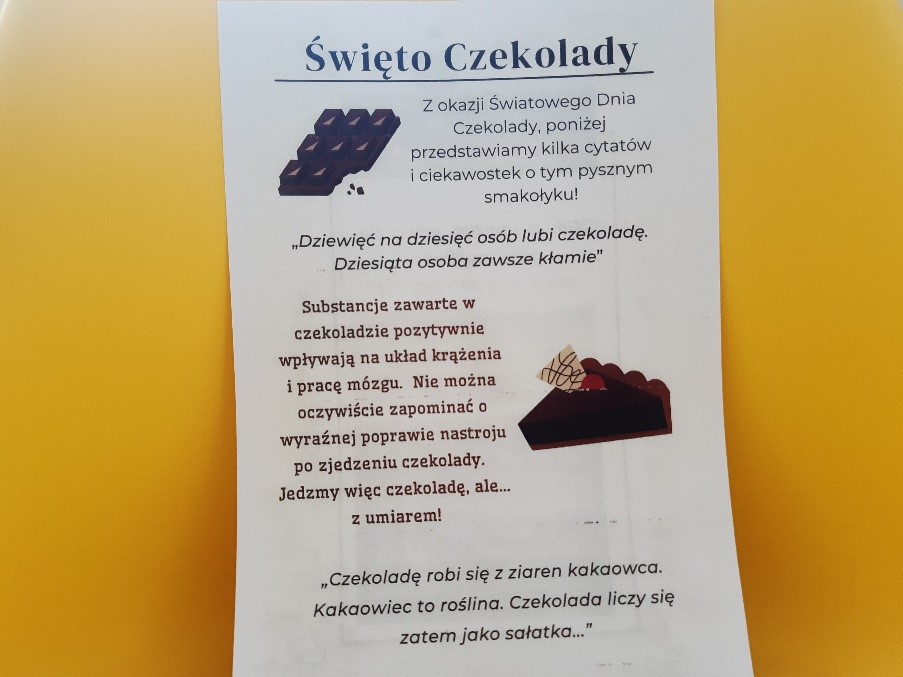 Święto Czekolady
Z okazji Światowego Dnia
Czekolady, poniżej
przedstawiamy kilka cytatów
i ciekawostek o tym pysznym
smakołyku!
„Dziewięć na dziesięć osób lubi czekoladę.
Dziesiąta osoba zawsze kłamie”
Substancje zawarte w
czekoladzie pozytywnie
wpływają na układ krążenia
i pracę mózgu. Nie można
oczywiście zapominać o
wyraźnej poprawie nastroju
po zjedzeniu czekolady.
Jedzmy więc czekoladę, ale...
z umiarem!
„Czekoladę robi się z ziaren kakaowca.
Kakaowiec to roślina. Czekolada liczy się
zatem jako sałatka...”